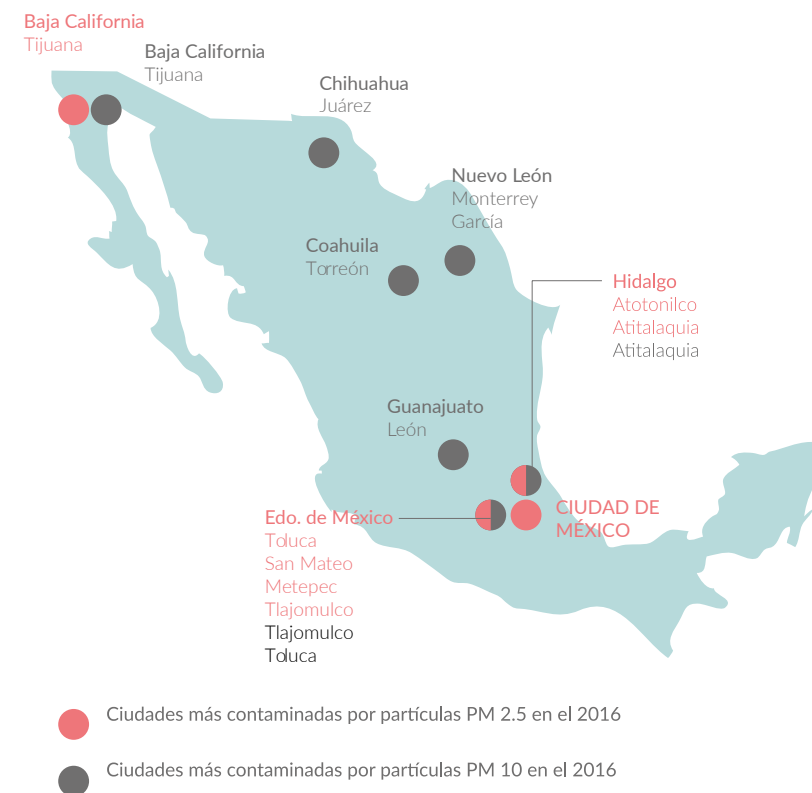 Baja California
Tijuana
Baja California
Tijuana
Chihuahua
Juárez
Nuevo León
Monterrey
García
Coahuila
Torreón
Hidalgo
Atotonilco
Atitalaquia
Atitalaquia
Guanajuato
León
CIUDAD DE
MÉXICO
Edo. de México
Toluca
San Mateo
Metepec
Tlajomulco
Tlajomulco
Toluca
Ciudades más contaminadas por partículas PM 2.5 en el 2016
Ciudades más contaminadas por partículas PM 10 en el 2016